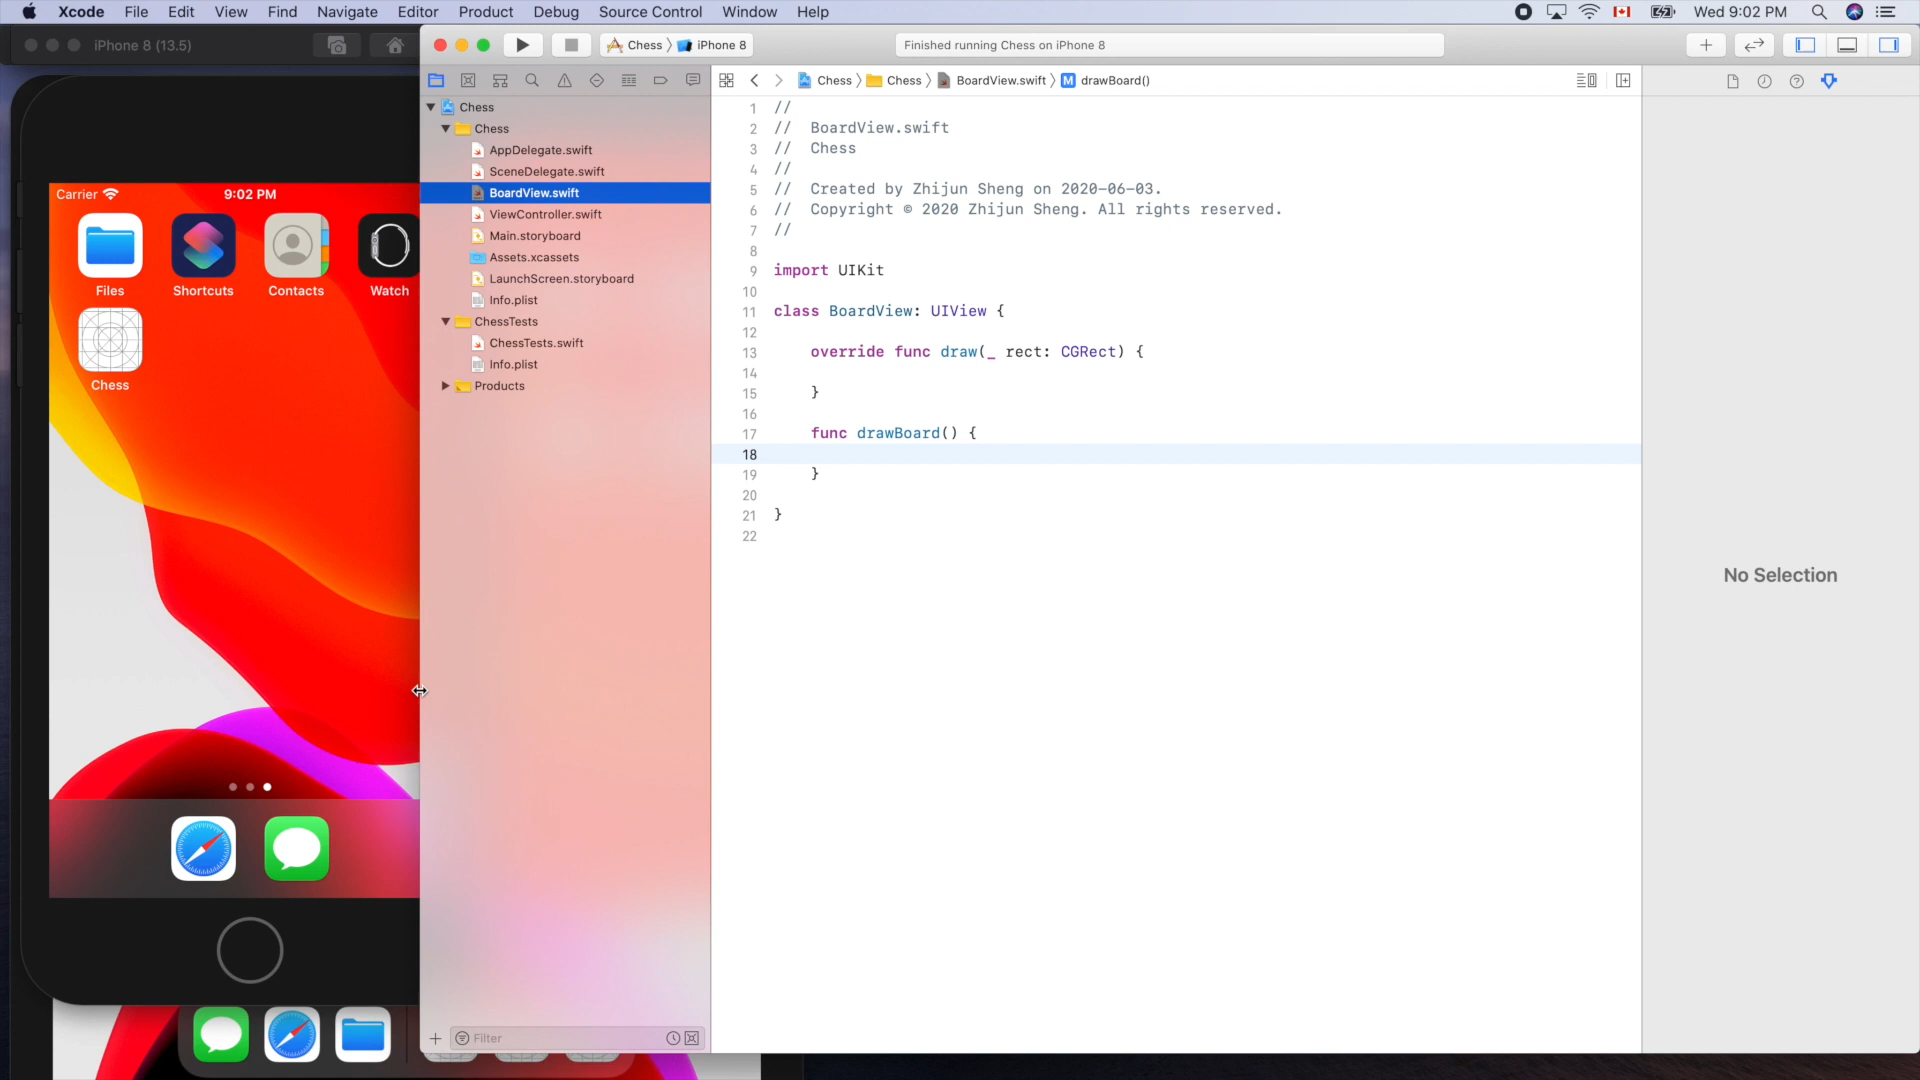 Xcode File Edit View Find Navigate Editor Product Debug Source Control Window Help
Wed 9:02 PM
iPhone 8 (13.5)
Chess iPhone 8
Finished running Chess on iPhone 8
Chess Chess BoardView.swift M drawBoard()
Carrier 9:02 PM
Files Shortcuts Contacts Watch
Chess
Chess
Chess
AppDelegate.swift
SceneDelegate.swift
BoardView.swift
ViewController.swift
Main.storyboard
Assets.xcassets
LaunchScreen.storyboard
Info.plist
ChessTests
ChessTests.swift
Info.plist
Products
Filter
1 //
2 //  BoardView.swift
3 //  Chess
4 //
5 //  Created by Zhijun Sheng on 2020-06-03.
6 //  Copyright © 2020 Zhijun Sheng. All rights reserved.
7 //
8
9 import UIKit
10
11 class BoardView: UIView {
12
13     override func draw(_ rect: CGRect) {
14
15     }
16
17     func drawBoard() {
18
19     }
20
21 }
22
No Selection